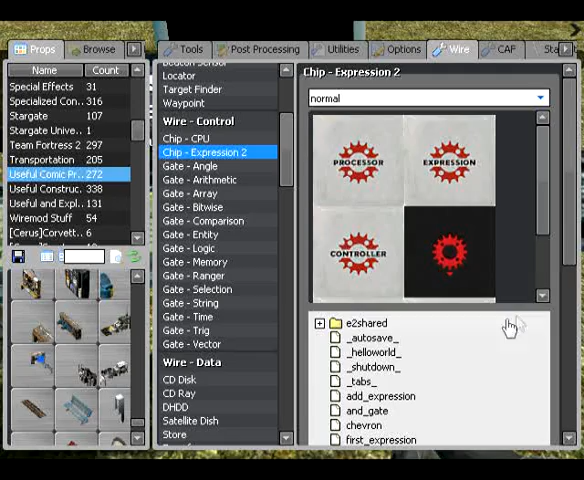 Props
Browse
Tools
Post Processing
Utilities
Options
Wire
CAF
Name
Count
Special Effects 31
Specialized Con... 316
Stargate 107
Stargate Unive... 1
Team Fortress 2 297
Transportation 205
Useful Comic Pr... 272
Useful Construc... 338
Useful and Expl... 131
Wiremod Stuff 54
[Cerus]Corvett... 6
Locator
Target Finder
Waypoint
Wire - Control
Chip - CPU
Chip - Expression 2
Gate - Angle
Gate - Arithmetic
Gate - Array
Gate - Bitwise
Gate - Comparison
Gate - Entity
Gate - Logic
Gate - Memory
Gate - Ranger
Gate - Selection
Gate - String
Gate - Time
Gate - Trig
Gate - Vector
Wire - Data
CD Disk
CD Ray
DHDD
Satellite Dish
Store
Chip - Expression 2
normal
PROCESSOR
EXPRESSION
CONTROLLER
e2shared
_autosave_
_helloworld_
_shutdown_
_tabs_
add_expression
and_gate
chevron
first_expression